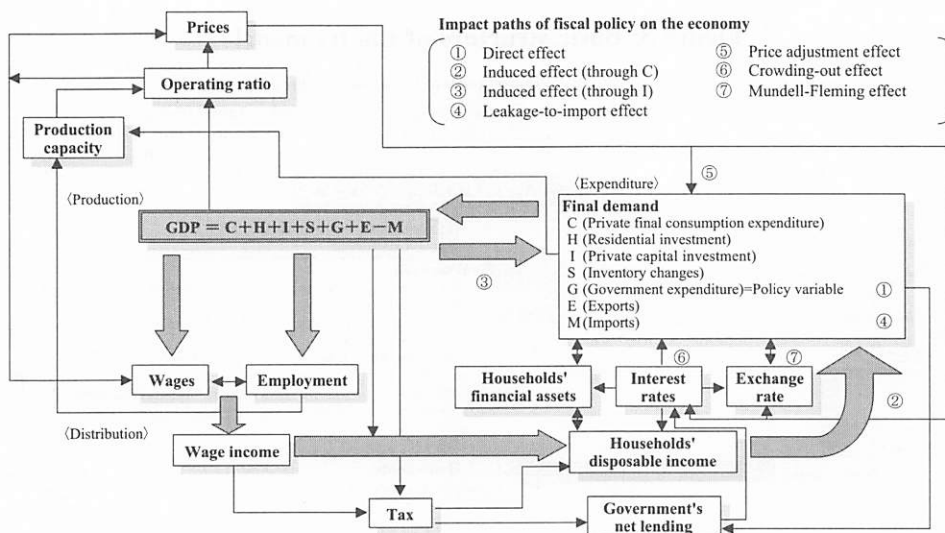 Impact paths of fiscal policy on the economy
① Direct effect
② Induced effect (through C)
③ Induced effect (through I)
④ Leakage-to-import effect
⑤ Price adjustment effect
⑥ Crowding-out effect
⑦ Mundell-Fleming effect
Prices
Operating ratio
Production
capacity
〈Production〉
GDP = C+H+I+S+G+E−M
③
⑤
〈Expenditure〉
Final demand
C (Private final consumption expenditure)
H (Residential investment)
I (Private capital investment)
S (Inventory changes)
G (Government expenditure)=Policy variable ①
E (Exports)
M (Imports) ④
⑥
⑦
②
Wages
Employment
Households'
financial assets
Interest
rates
Exchange
rate
〈Distribution〉
Wage income
Households'
disposable income
Tax
Government's
net lending